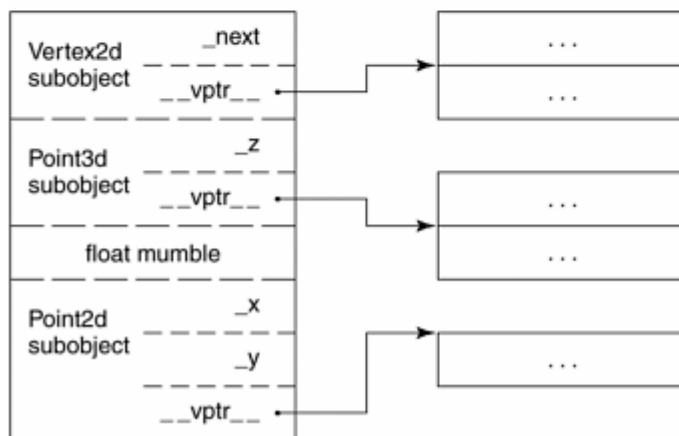 Vertex2d
subobject
_next
__vptr__
...
...
Point3d
subobject
_z
__vptr__
...
...
float mumble
Point2d
subobject
_x
_y
__vptr__
...